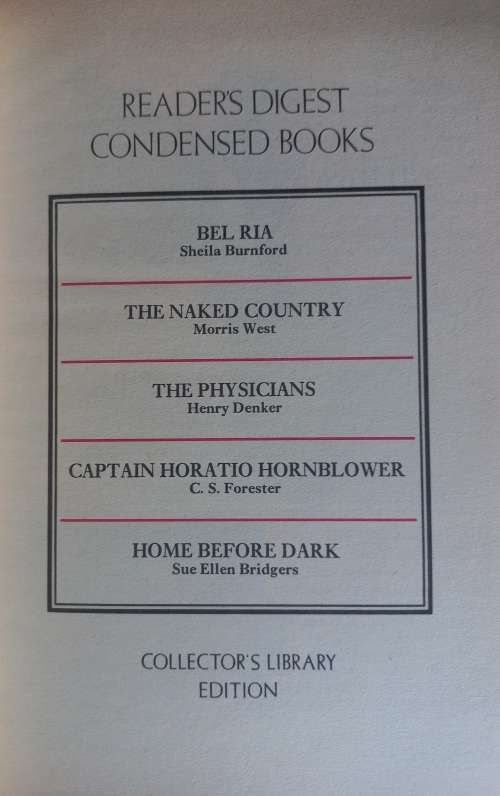 READER'S DIGEST
CONDENSED BOOKS
BEL RIA
Sheila Burnford
THE NAKED COUNTRY
Morris West
THE PHYSICIANS
Henry Denker
CAPTAIN HORATIO HORNBLOWER
C. S. Forester
HOME BEFORE DARK
Sue Ellen Bridgers
COLLECTOR'S LIBRARY
EDITION